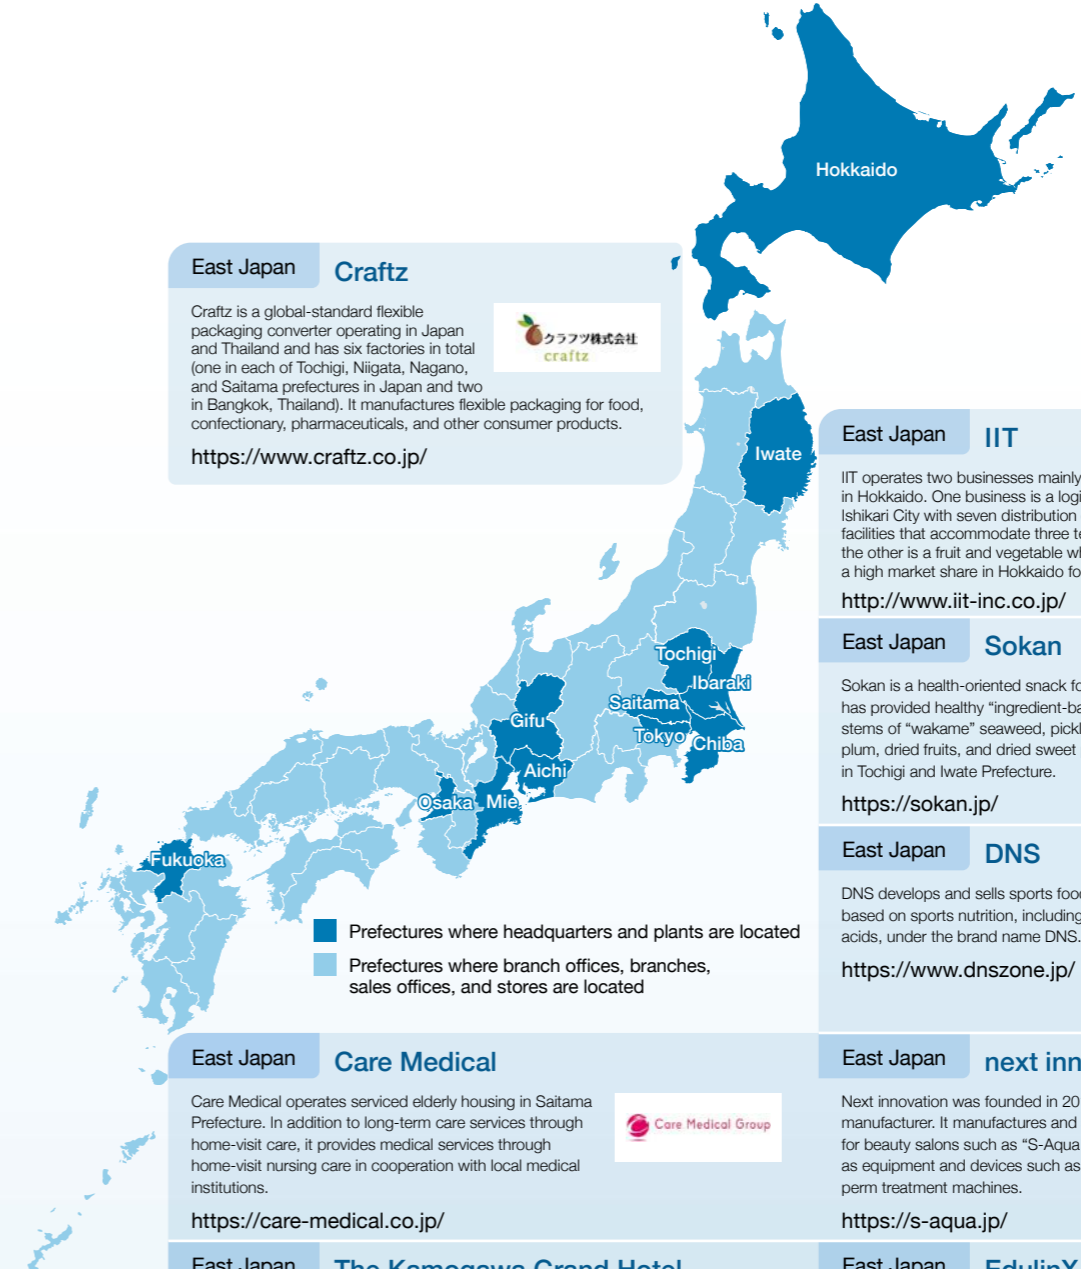 Hokkaido
East Japan
Craftz
Craftz is a global-standard flexible
packaging converter operating in Japan
and Thailand and has six factories in total
(one in each of Tochigi, Niigata, Nagano,
and Saitama prefectures in Japan and two
in Bangkok, Thailand). It manufactures flexible packaging for food,
confectionary, pharmaceuticals, and other consumer products.
https://www.craftz.co.jp/
クラフツ株式会社
craftz
Iwate
Tochigi
Ibaraki
Saitama
Gifu
Tokyo
Chiba
Aichi
Osaka
Mie
Fukuoka
Prefectures where headquarters and plants are located
Prefectures where branch offices, branches,
sales offices, and stores are located
East Japan
IIT
IIT operates two businesses mainly
in Hokkaido. One business is a logi
Ishikari City with seven distribution
facilities that accommodate three te
the other is a fruit and vegetable wh
a high market share in Hokkaido fo
http://www.iit-inc.co.jp/
East Japan
Sokan
Sokan is a health-oriented snack fo
has provided healthy “ingredient-ba
stems of “wakame” seaweed, pickl
plum, dried fruits, and dried sweet
in Tochigi and Iwate Prefecture.
https://sokan.jp/
East Japan
DNS
DNS develops and sells sports food
based on sports nutrition, including
acids, under the brand name DNS.
https://www.dnszone.jp/
East Japan
Care Medical
Care Medical operates serviced elderly housing in Saitama
Prefecture. In addition to long-term care services through
home-visit care, it provides medical services through
home-visit nursing care in cooperation with local medical
institutions.
https://care-medical.co.jp/
Care Medical Group
East Japan
next inn
Next innovation was founded in 20
manufacturer. It manufactures and
for beauty salons such as “S-Aqua
as equipment and devices such as
perm treatment machines.
https://s-aqua.jp/
East Japan
The Kamogawa Grand Hotel
East Japan
EdulinX